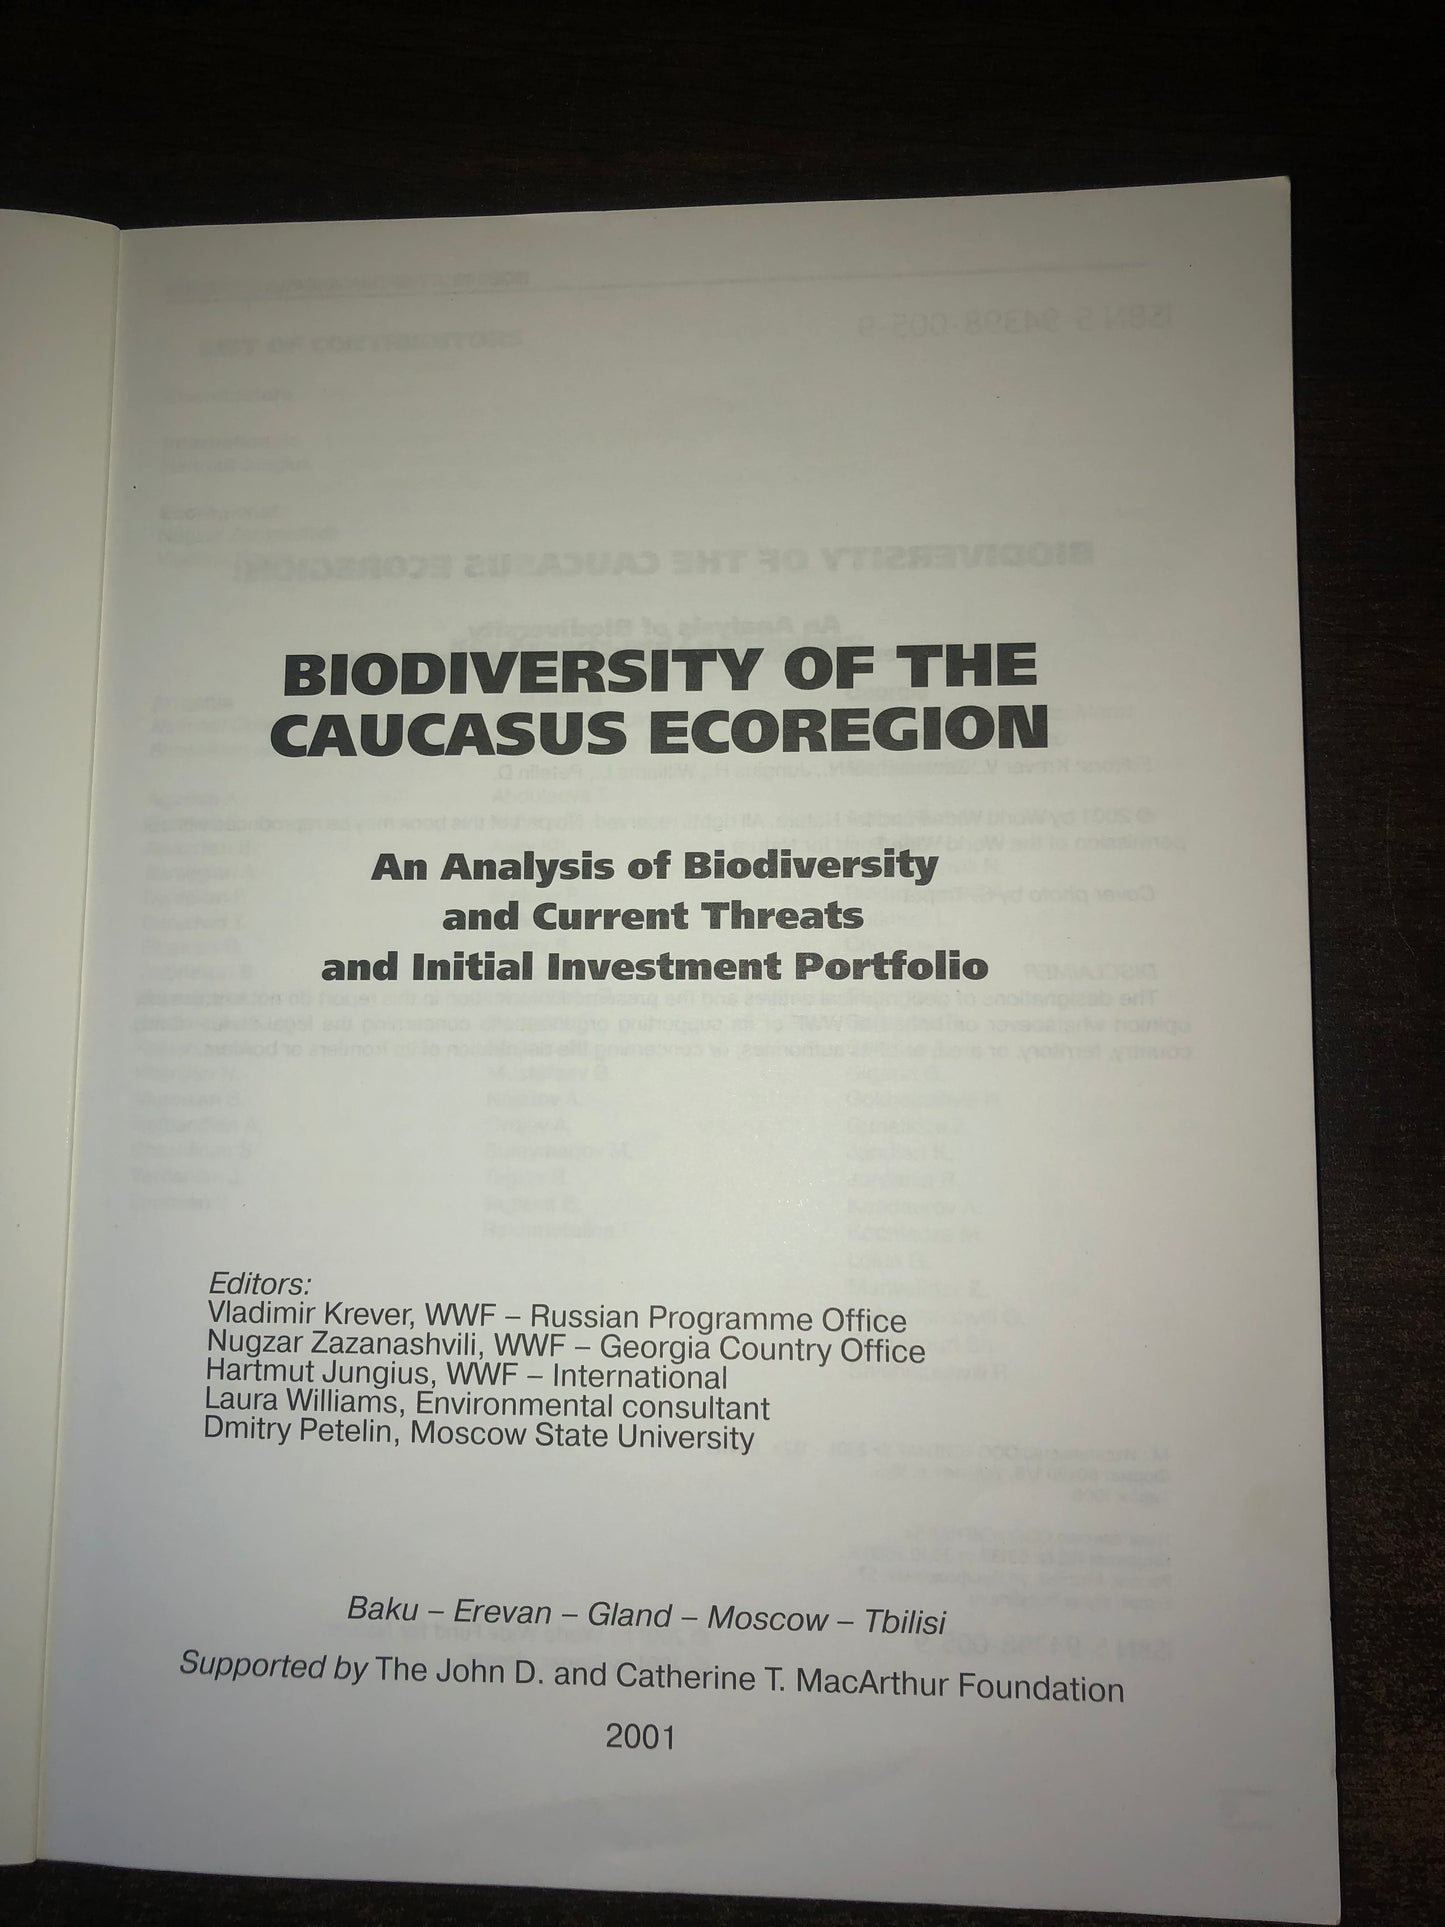 BIODIVERSITY OF THE
CAUCASUS ECOREGION
An Analysis of Biodiversity
and Current Threats
and Initial Investment Portfolio
Editors:
Vladimir Krever, WWF – Russian Programme Office
Nugzar Zazanashvili, WWF – Georgia Country Office
Hartmut Jungius, WWF – International
Laura Williams, Environmental consultant
Dmitry Petelin, Moscow State University
Baku – Erevan – Gland – Moscow – Tbilisi
Supported by The John D. and Catherine T. MacArthur Foundation
2001